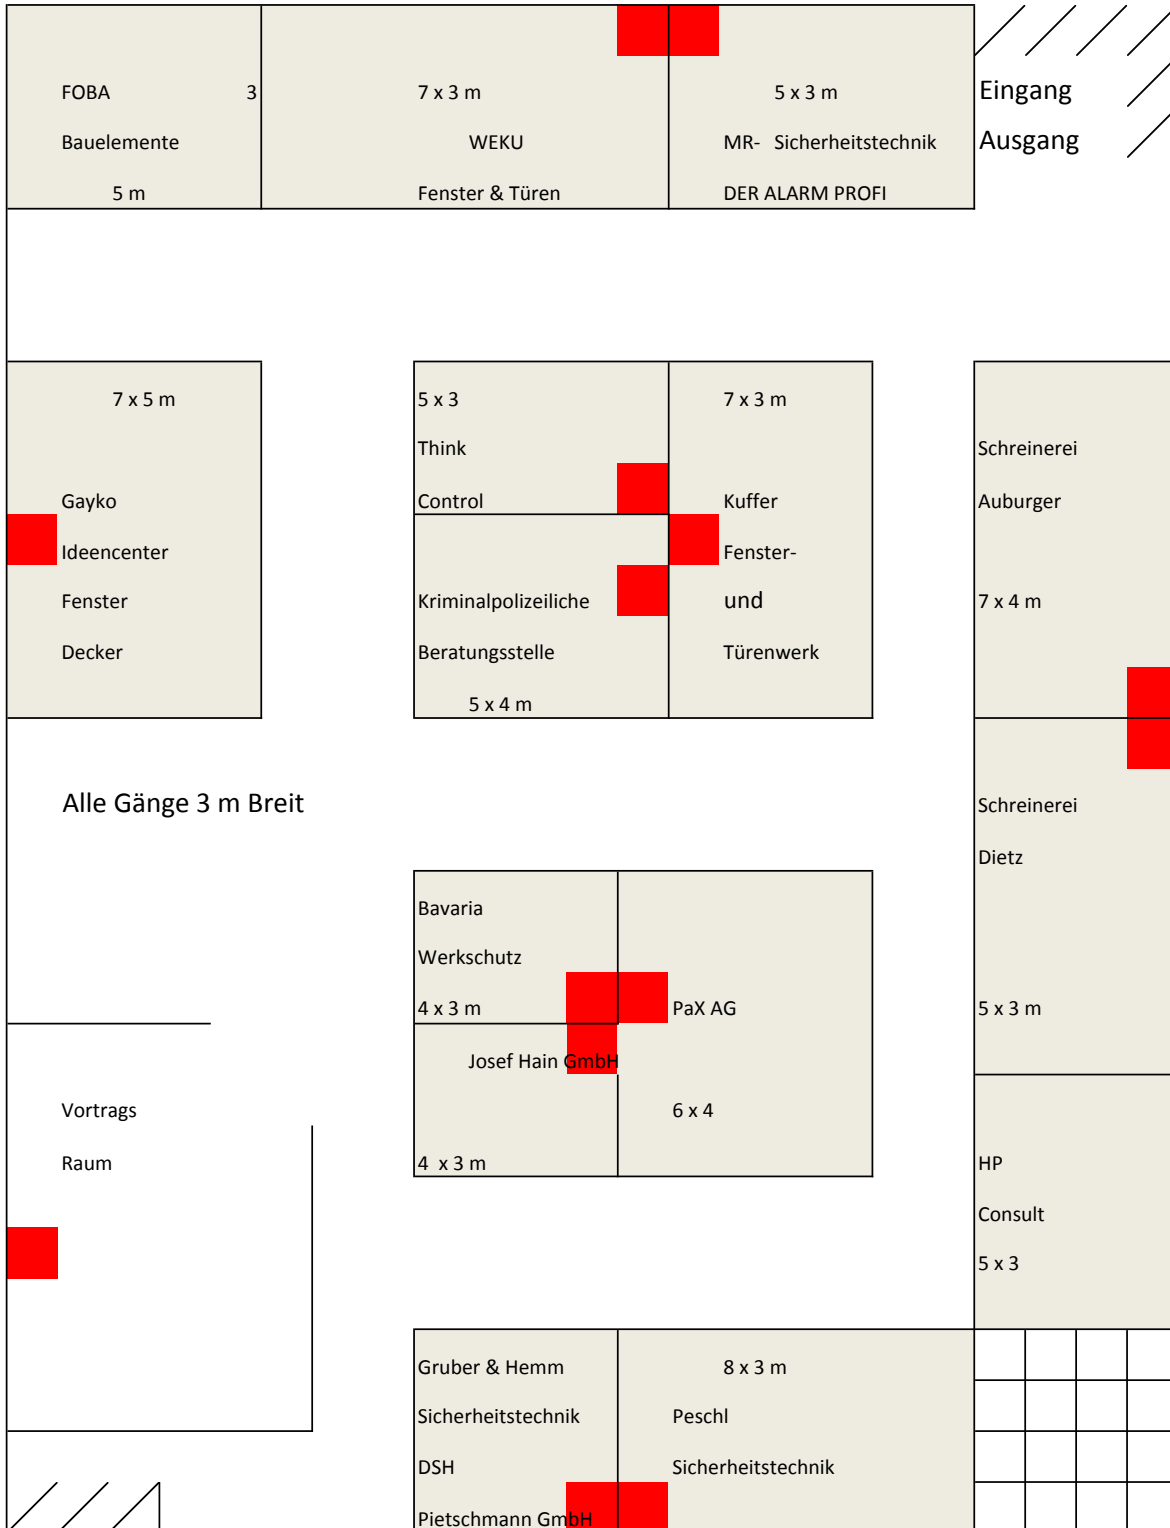 FOBA 3
Bauelemente
5 m
7 x 3 m
WEKU
Fenster & Türen
5 x 3 m
MR- Sicherheitstechnik
DER ALARM PROFI
Eingang
Ausgang
7 x 5 m
Gayko
Ideencenter
Fenster
Decker
5 x 3
Think
Control
Kriminalpolizeiliche
Beratungsstelle
5 x 4 m
7 x 3 m
Kuffer
Fenster-
und
Türenwerk
Schreinerei
Auburger
7 x 4 m
Alle Gänge 3 m Breit
Schreinerei
Dietz
5 x 3 m
Bavaria
Werkschutz
4 x 3 m
PaX AG
6 x 4
Josef Hain GmbH
4 x 3 m
Vortrags
Raum
HP
Consult
5 x 3
Gruber & Hemm
Sicherheitstechnik
DSH
Pietschmann GmbH
8 x 3 m
Peschl
Sicherheitstechnik